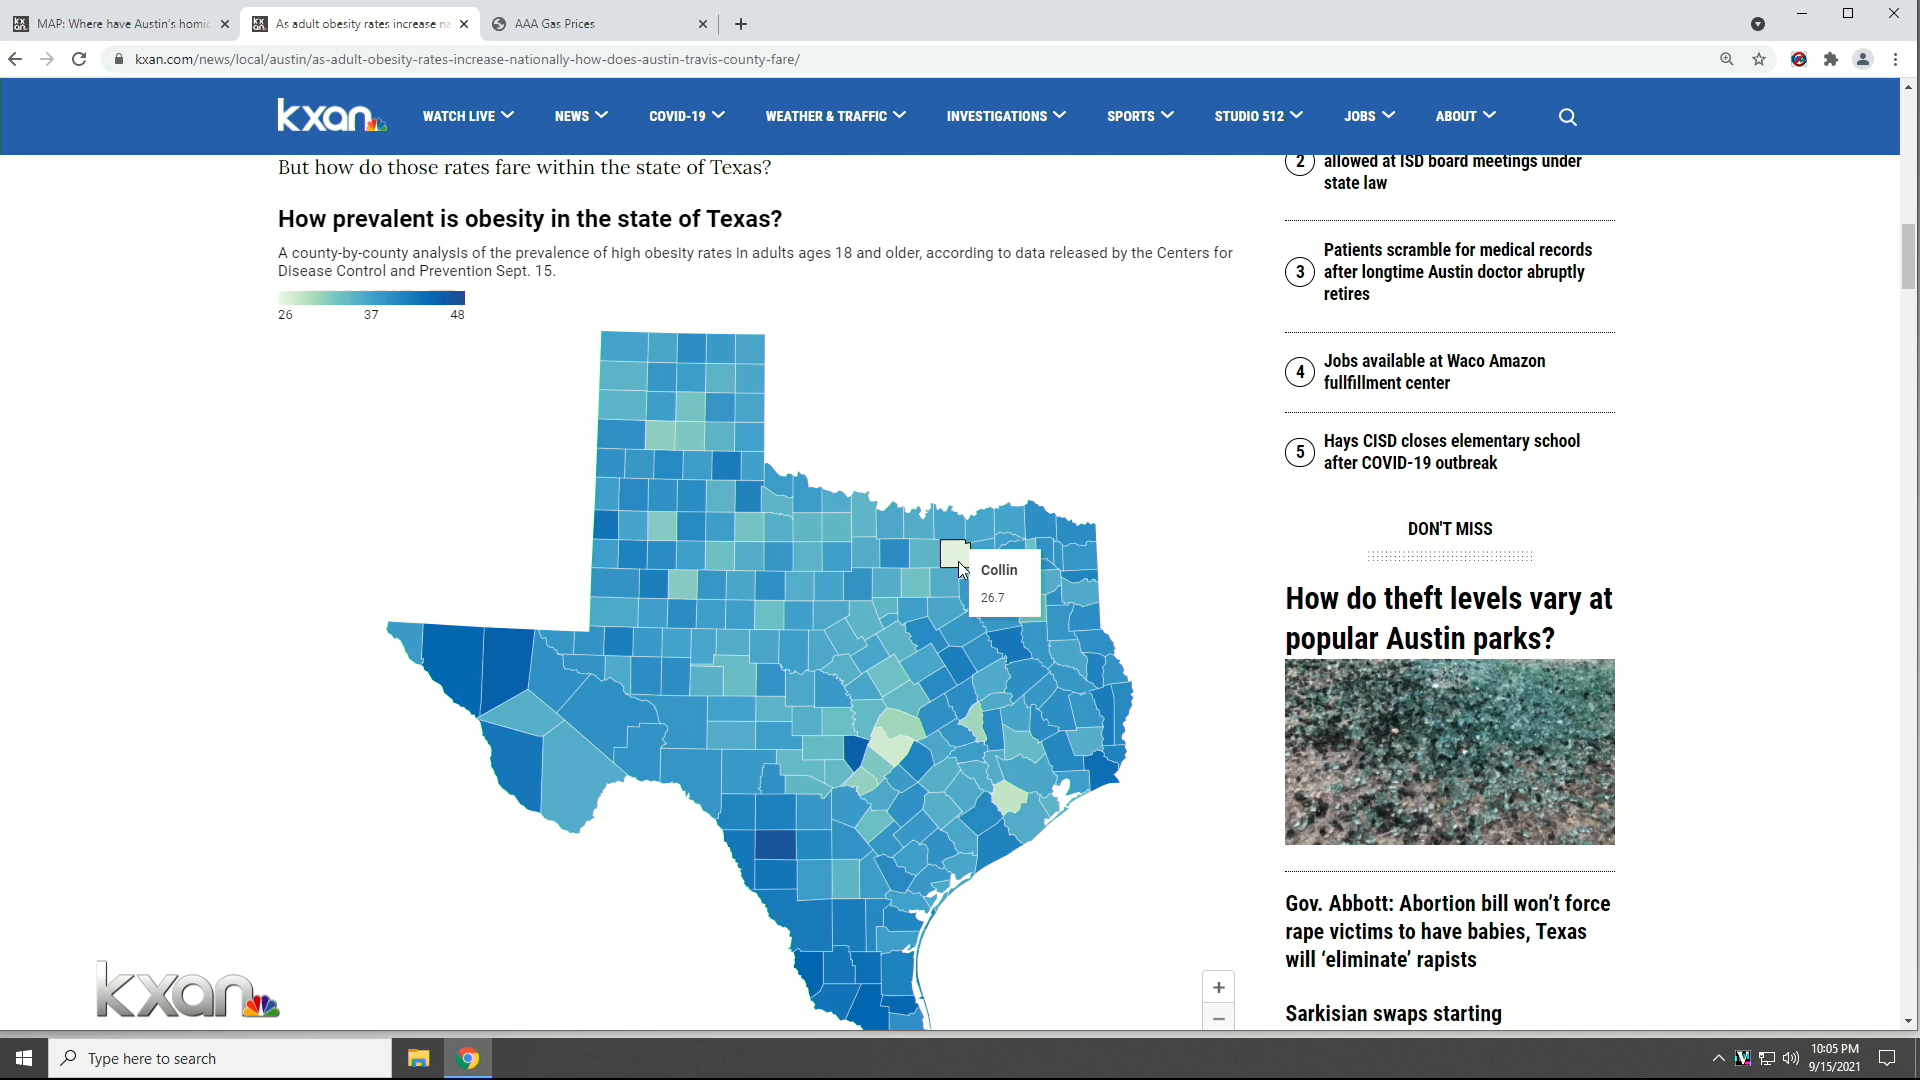 MAP: Where have Austin's homic
As adult obesity rates increase na
AAA Gas Prices
kxan.com/news/local/austin/as-adult-obesity-rates-increase-nationally-how-does-austin-travis-county-fare/
kxan
WATCH LIVE
NEWS
COVID-19
WEATHER & TRAFFIC
INVESTIGATIONS
SPORTS
STUDIO 512
JOBS
ABOUT
But how do those rates fare within the state of Texas?
How prevalent is obesity in the state of Texas?
A county-by-county analysis of the prevalence of high obesity rates in adults ages 18 and older, according to data released by the Centers for
Disease Control and Prevention Sept. 15.
26 37 48
Collin
26.7
+
−
kxan
2
allowed at ISD board meetings under
state law
3
Patients scramble for medical records
after longtime Austin doctor abruptly
retires
4
Jobs available at Waco Amazon
fullfillment center
5
Hays CISD closes elementary school
after COVID-19 outbreak
DON'T MISS
How do theft levels vary at
popular Austin parks?
Gov. Abbott: Abortion bill won't force
rape victims to have babies, Texas
will 'eliminate' rapists
Sarkisian swaps starting
Type here to search
10:05 PM
9/15/2021